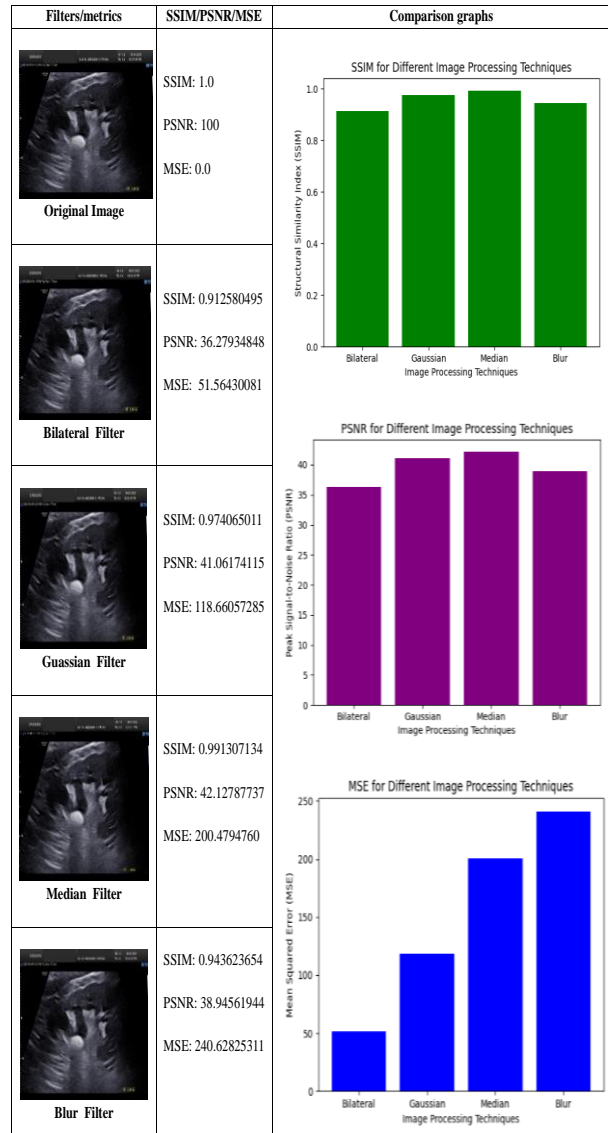 Filters/metrics
SSIM/PSNR/MSE
Comparison graphs
Original Image
SSIM: 1.0
PSNR: 100
MSE: 0.0
Bilateral Filter
SSIM: 0.912580495
PSNR: 36.27934848
MSE: 51.56430081
Guassian Filter
SSIM: 0.974065011
PSNR: 41.06174115
MSE: 118.66057285
Median Filter
SSIM: 0.991307134
PSNR: 42.12787737
MSE: 200.4794760
Blur Filter
SSIM: 0.943623654
PSNR: 38.94561944
MSE: 240.62825311
SSIM for Different Image Processing Techniques
Structural Similarity Index (SSIM)
1.0
0.8
0.6
0.4
0.2
0.0
Bilateral Gaussian Median Blur
Image Processing Techniques
PSNR for Different Image Processing Techniques
Peak Signal-to-Noise Ratio (PSNR)
40
35
30
25
20
15
10
5
0
Bilateral Gaussian Median Blur
Image Processing Techniques
MSE for Different Image Processing Techniques
Mean Squared Error (MSE)
250
200
150
100
50
0
Bilateral Gaussian Median Blur
Image Processing Techniques